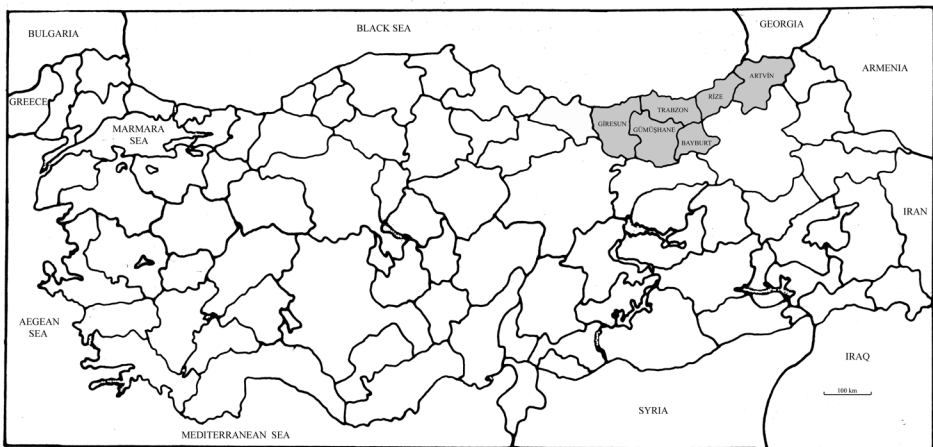 BULGARIA
BLACK SEA
GEORGIA
ARMENIA
GREECE
MARMARA
SEA
ARTVİN
RİZE
TRABZON
GİRESUN
GÜMÜŞHANE
BAYBURT
IRAN
AEGEAN
SEA
IRAQ
100 km
SYRIA
MEDITERRANEAN SEA